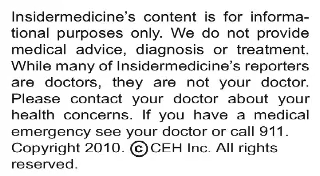 Insidermedicine's content is for informa-
tional purposes only. We do not provide
medical advice, diagnosis or treatment.
While many of Insidermedicine's reporters
are doctors, they are not your doctor.
Please contact your doctor about your
health concerns. If you have a medical
emergency see your doctor or call 911.
Copyright 2010. ©CEH Inc. All rights
reserved.